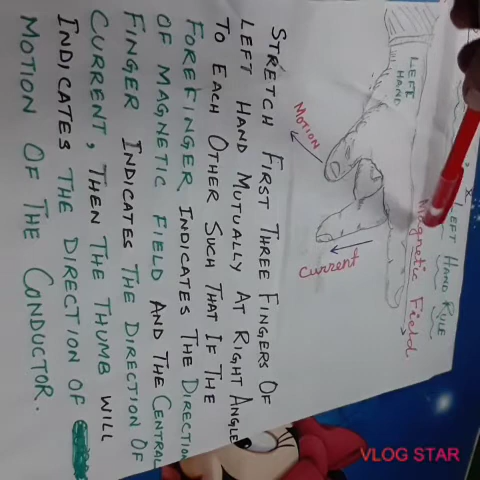 * LEFT HAND RULE
Magnetic Field
LEFT
HAND
MOTION
Current
STRETCH FIRST THREE FINGERS OF
LEFT HAND MUTUALLY AT RIGHT ANGLE
TO EACH OTHER SUCH THAT IF THE
FOREFINGER INDICATES THE DIRECTION
OF MAGNETIC FIELD AND THE CENTRAL
FINGER INDICATES THE DIRECTION OF
CURRENT, THEN THE THUMB WILL
INDICATES THE DIRECTION OF
MOTION OF THE CONDUCTOR.
VLOG STAR